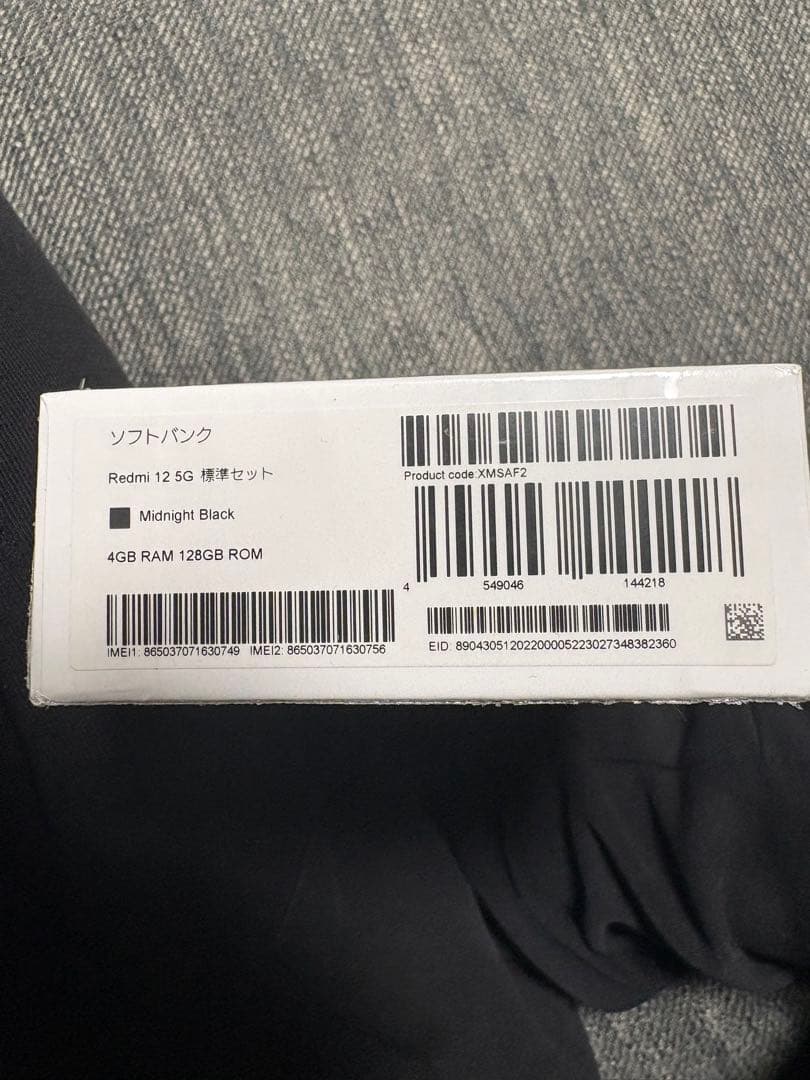 ソフトバンク
Redmi 12 5G 標準セット
Midnight Black
4GB RAM 128GB ROM
IMEI1: 865037071630749 IMEI2: 865037071630756
Product code:XMSAF2
4 549046 144218
EID: 89043051202200005223027348382360